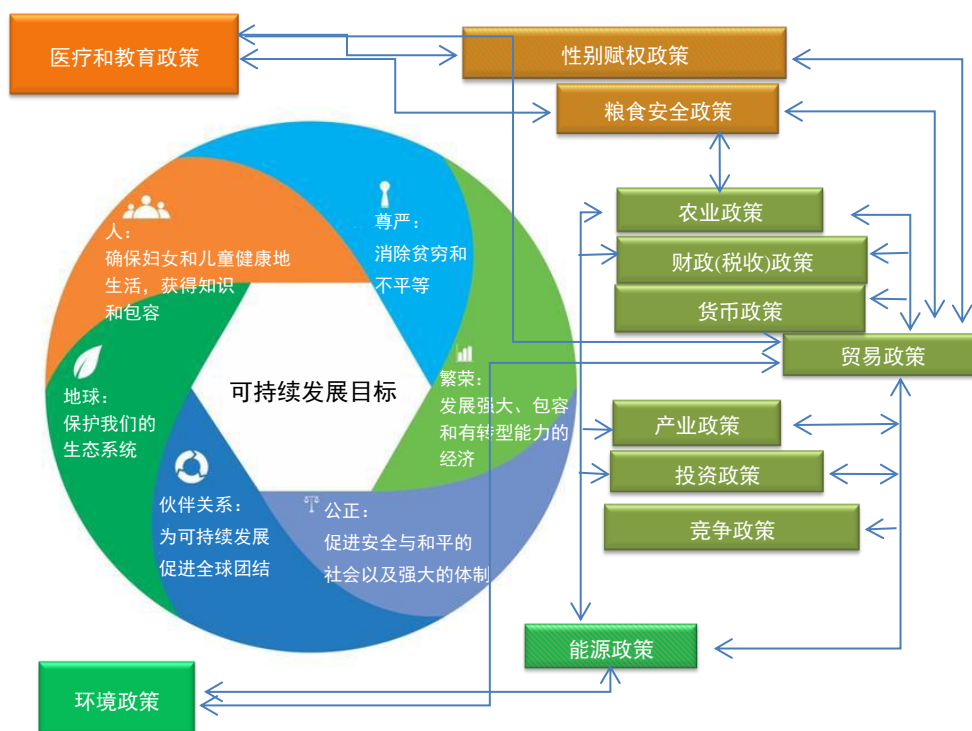 医疗和教育政策
性别赋权政策
粮食安全政策
人：
确保妇女和儿童健康地
生活，获得知识
和包容
尊严：
消除贫穷和
不平等
农业政策
财政(税收)政策
货币政策
贸易政策
可持续发展目标
繁荣：
发展强大、包容
和有转型能力的
经济
地球：
保护我们的
生态系统
产业政策
投资政策
竞争政策
伙伴关系：
为可持续发展
促进全球团结
公正：
促进安全与和平的
社会以及强大的体制
能源政策
环境政策